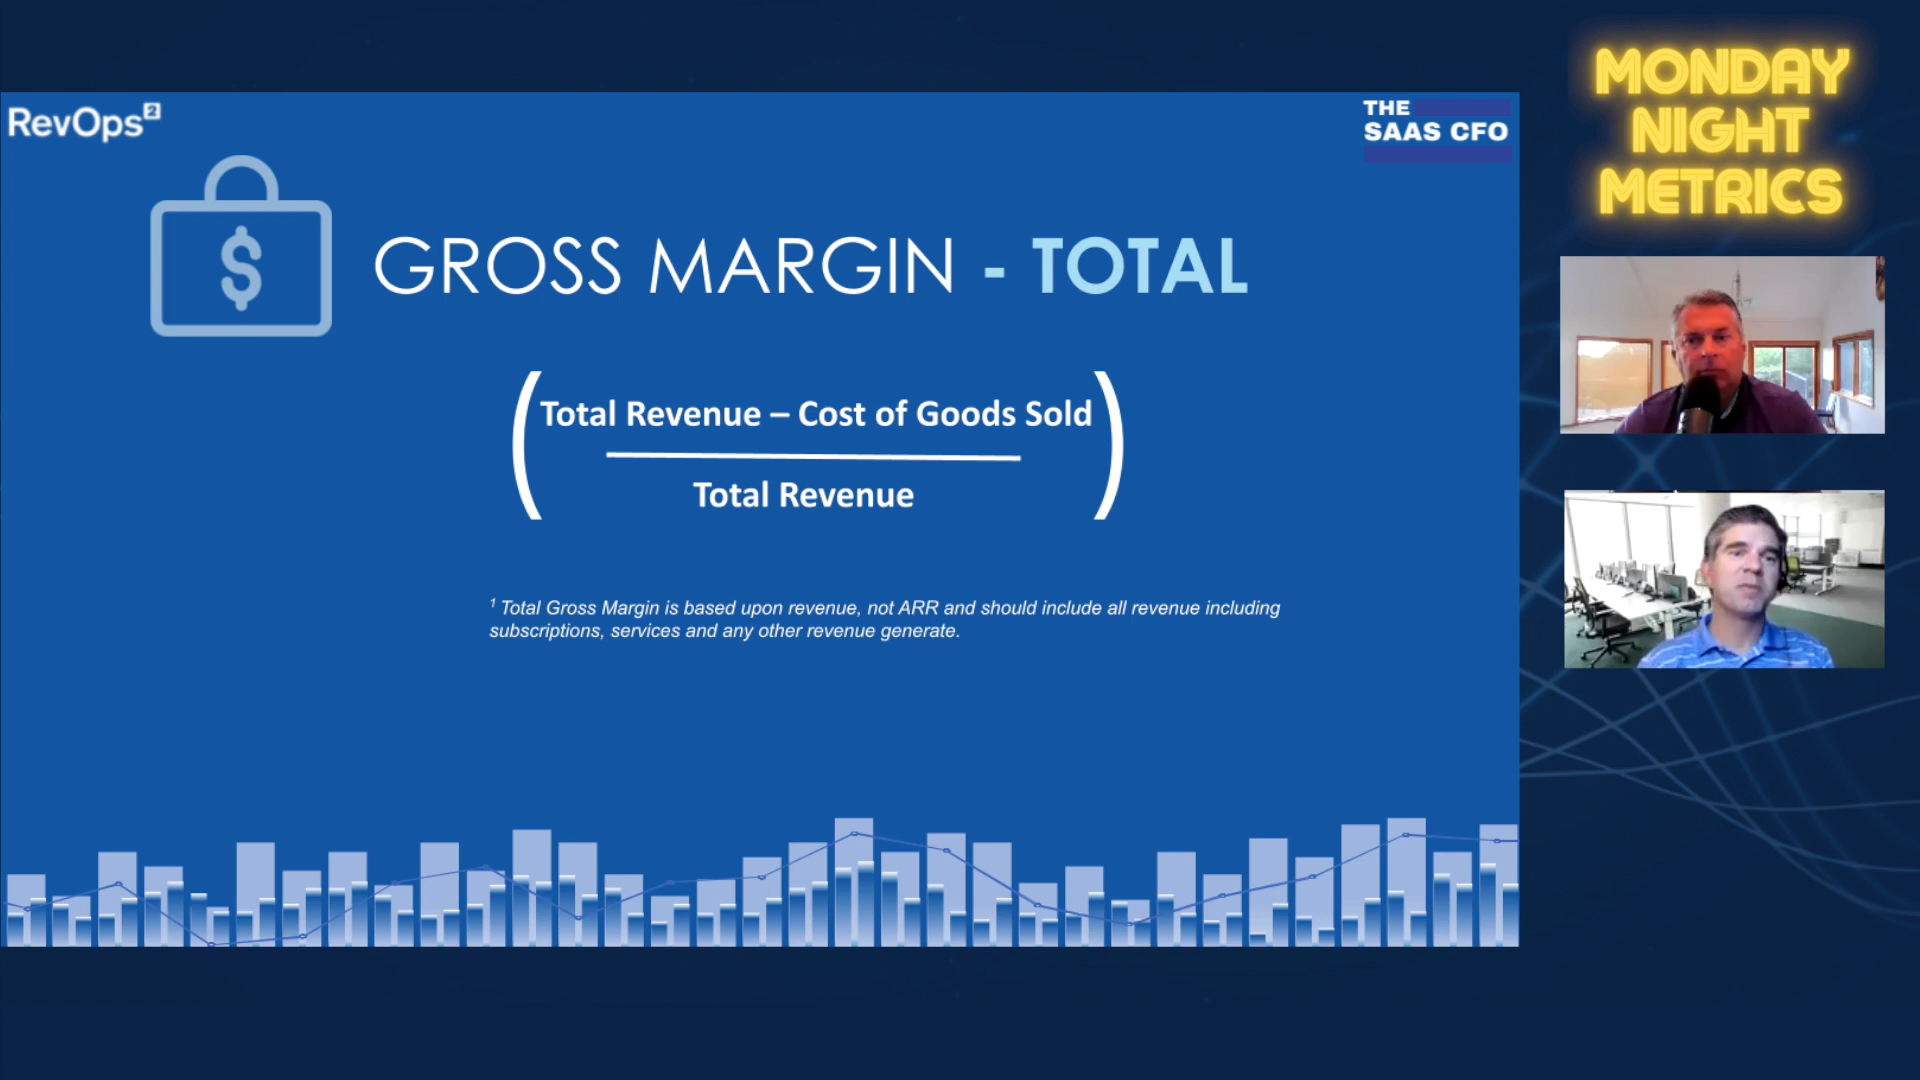 RevOps²
THE
SAAS CFO
MONDAY
NIGHT
METRICS
$
GROSS MARGIN - TOTAL
(Total Revenue – Cost of Goods Sold)
Total Revenue
¹ Total Gross Margin is based upon revenue, not ARR and should include all revenue including
subscriptions, services and any other revenue generate.